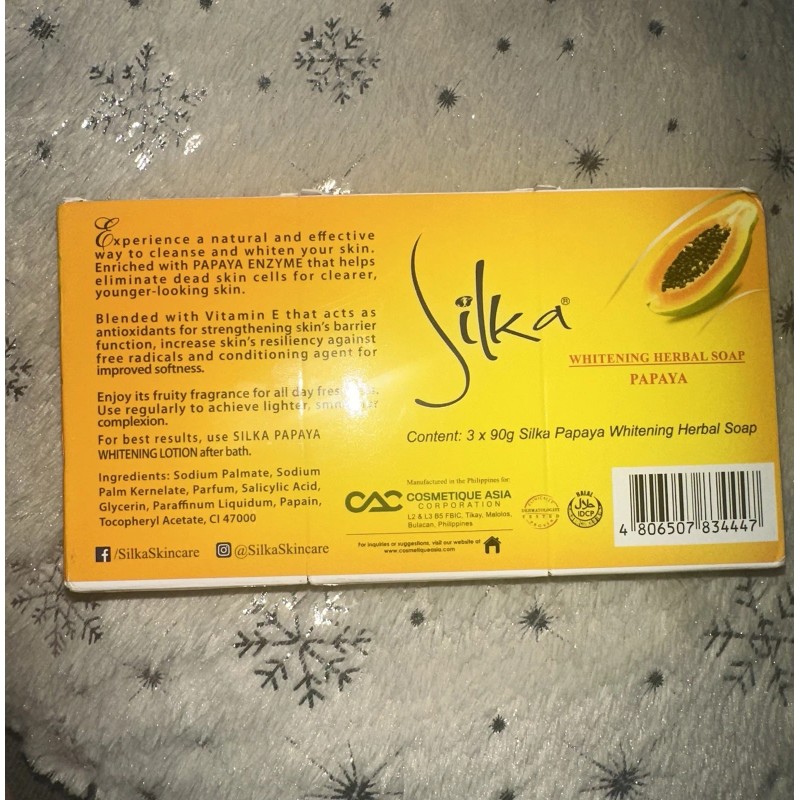 Experience a natural and effective
way to cleanse and whiten your skin.
Enriched with PAPAYA ENZYME that helps
eliminate dead skin cells for clearer,
younger-looking skin.
Blended with Vitamin E that acts as
antioxidants for strengthening skin's barrier
function, increase skin's resiliency against
free radicals and conditioning agent for
improved softness.
Enjoy its fruity fragrance for all day
Use regularly to achieve lighter,
complexion.
For best results, use SILKA PAPAYA
WHITENING LOTION after bath.
Ingredients: Sodium Palmate, Sodium
Palm Kernelate, Parfum, Salicylic Acid,
Glycerin, Paraffinum Liquidum, Papain,
Tocopheryl Acetate, CI 47000
/SilkaSkincare @SilkaSkincare
Silka®
WHITENING HERBAL SOAP
PAPAYA
Content: 3 x 90g Silka Papaya Whitening Herbal Soap
Manufactured in the Philippines for:
CAC COSMETIQUE ASIA
CORPORATION
L2 & L3 B5 FBIC, Tikay, Malolos,
Bulacan, Philippines
For inquiries or suggestions, visit our website at
www.cosmetiqueasia.com
HALAL
حلال
IDCP
4 806507 834447